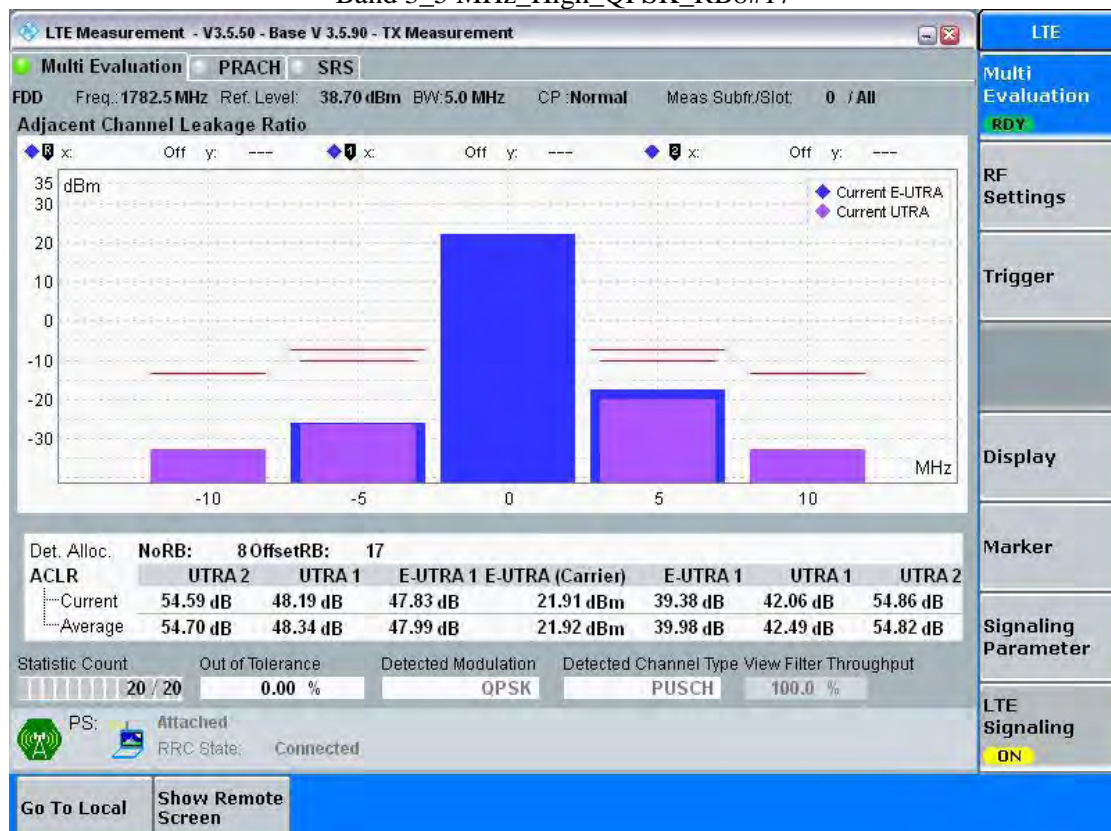 Band 3_5 MHz_High_QPSK_RB8#17
LTE Measurement - V3.5.50 - Base V 3.5.90 - TX Measurement
LTE
Multi Evaluation PRACH SRS
Multi Evaluation
RDY
FDD Freq.: 1782.5 MHz Ref. Level: 38.70 dBm BW: 5.0 MHz CP : Normal Meas Subfr./Slot: 0 / All
Adjacent Channel Leakage Ratio
R x: Off y: --- 1 x: Off y: --- 2 x: Off y: ---
35 dBm
30
20
10
0
-10
-20
-30
Current E-UTRA
Current UTRA
MHz
-10 -5 0 5 10
RF Settings
Trigger
Display
Marker
Signaling Parameter
LTE Signaling
ON
Det. Alloc. NoRB: 8 OffsetRB: 17
ACLR UTRA 2 UTRA 1 E-UTRA 1 E-UTRA (Carrier) E-UTRA 1 UTRA 1 UTRA 2
Current 54.59 dB 48.19 dB 47.83 dB 21.91 dBm 39.38 dB 42.06 dB 54.86 dB
Average 54.70 dB 48.34 dB 47.99 dB 21.92 dBm 39.98 dB 42.49 dB 54.82 dB
Statistic Count Out of Tolerance Detected Modulation Detected Channel Type View Filter Throughput
20 / 20 0.00 % QPSK PUSCH 100.0 %
PS: Attached
RRC State: Connected
Go To Local
Show Remote Screen